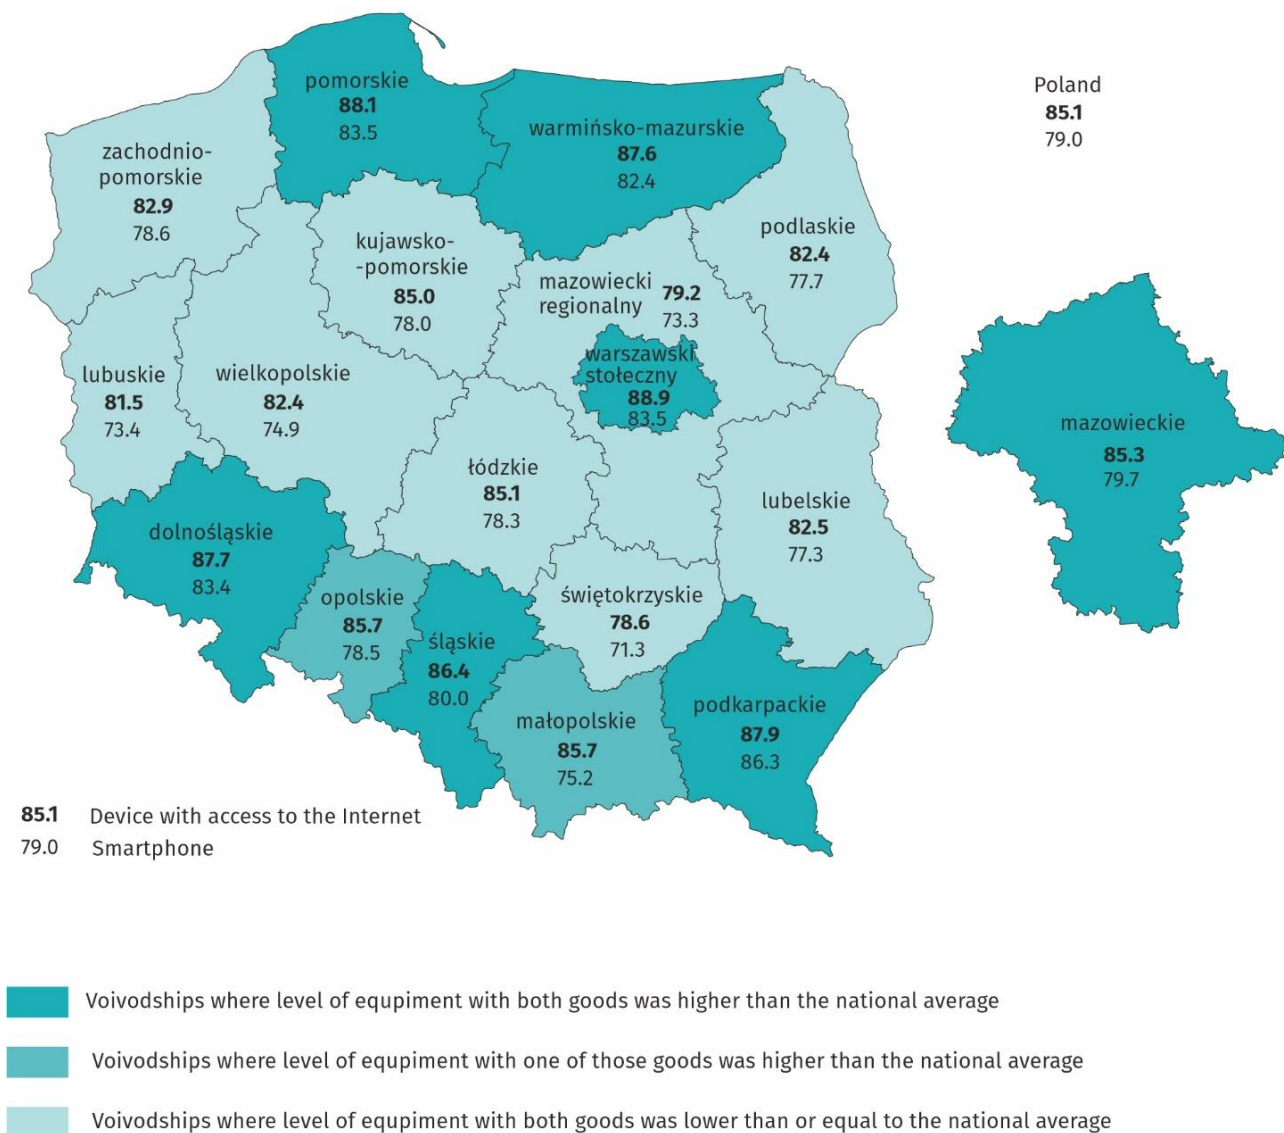 pomorskie
88.1
83.5
Poland
85.1
79.0
warmińsko-mazurskie
87.6
82.4
zachodnio-
pomorskie
82.9
78.6
podlaskie
82.4
77.7
kujawsko-
-pomorskie
85.0
78.0
mazowiecki
regionalny
79.2
73.3
warszawski
stołeczny
88.9
83.5
lubuskie
81.5
73.4
wielkopolskie
82.4
74.9
mazowieckie
85.3
79.7
łódzkie
85.1
78.3
lubelskie
82.5
77.3
dolnośląskie
87.7
83.4
opolskie
85.7
78.5
świętokrzyskie
78.6
71.3
śląskie
86.4
80.0
małopolskie
85.7
75.2
podkarpackie
87.9
86.3
85.1 Device with access to the Internet
79.0 Smartphone
Voivodships where level of equpiment with both goods was higher than the national average
Voivodships where level of equpiment with one of those goods was higher than the national average
Voivodships where level of equpiment with both goods was lower than or equal to the national average